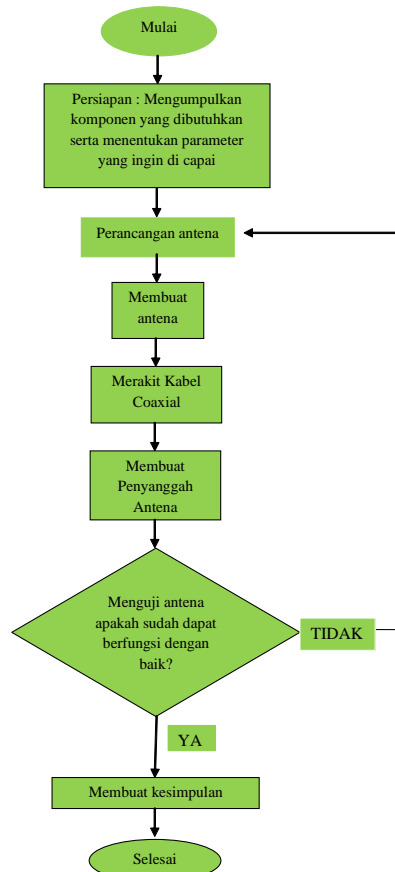 Mulai
Persiapan : Mengumpulkan
komponen yang dibutuhkan
serta menentukan parameter
yang ingin di capai
Perancangan antena
Membuat
antena
Merakit Kabel
Coaxial
Membuat
Penyanggah
Antena
Menguji antena
apakah sudah dapat
berfungsi dengan
baik?
TIDAK
YA
Membuat kesimpulan
Selesai